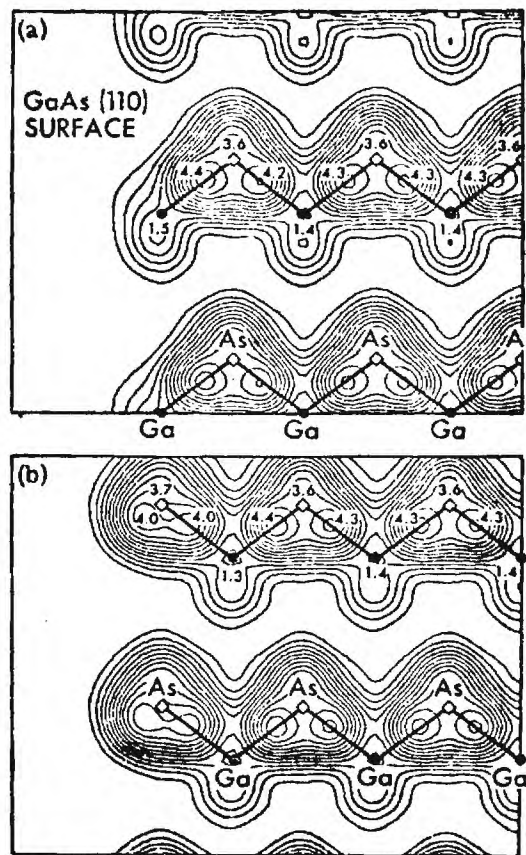 (a)
GaAs (110)
SURFACE
3.6 3.6 3.6
4.4 4.2 4.3 4.3 4.3
1.5 1.4 1.4
As As A
Ga Ga Ga
(b)
3.7 3.6 3.6
4.0 4.0 4.4 4.3 4.3 4.3
1.3 1.4 1.4
As As As
Ga Ga Ga